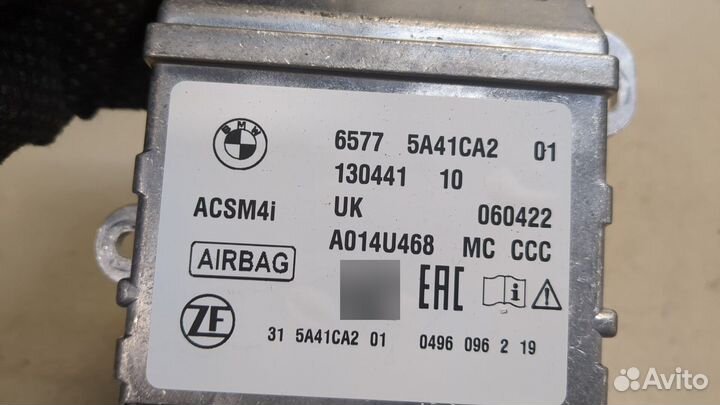 BMW
6577 5A41CA2 01
130441 10
ACSM4i UK 060422
A014U468 MC CCC
AIRBAG
EAC
ZF
31 5A41CA2 01 0496 096 2 19
Avito